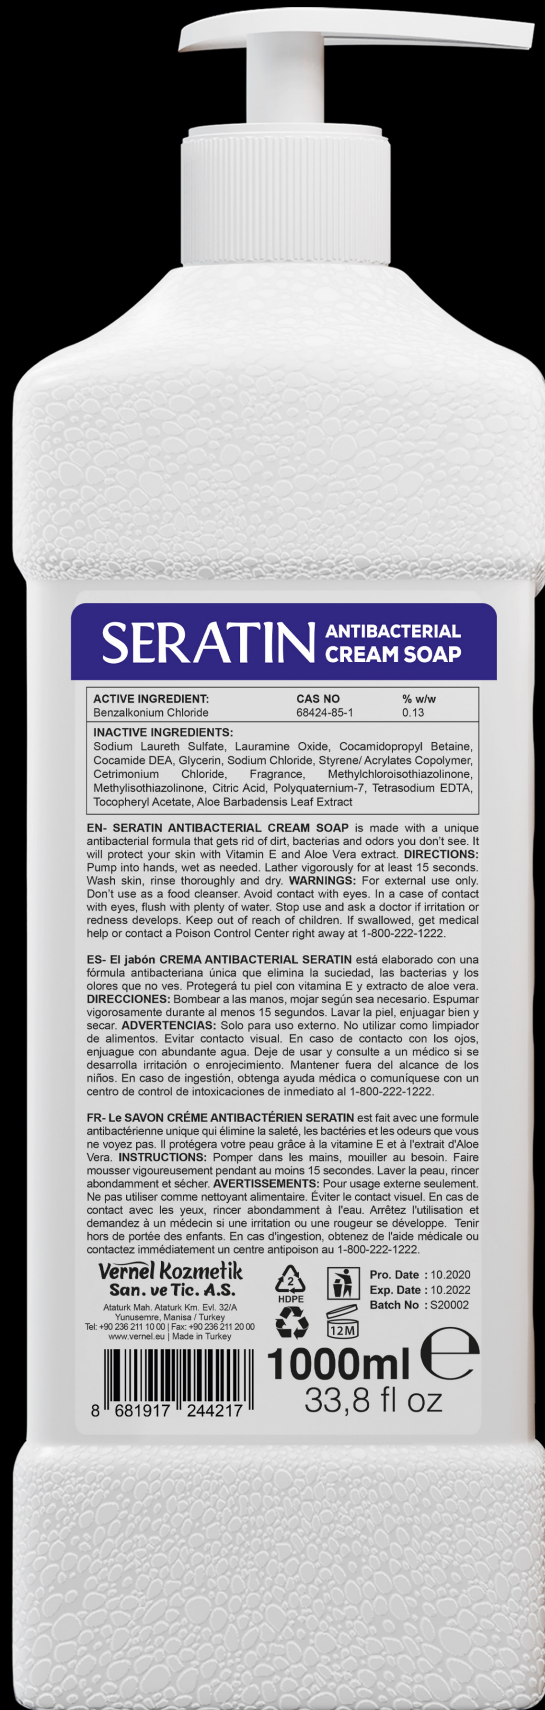 SERATIN ANTIBACTERIAL
CREAM SOAP
ACTIVE INGREDIENT: CAS NO % w/w
Benzalkonium Chloride 68424-85-1 0.13
INACTIVE INGREDIENTS:
Sodium Laureth Sulfate, Lauramine Oxide, Cocamidopropyl Betaine,
Cocamide DEA, Glycerin, Sodium Chloride, Styrene/ Acrylates Copolymer,
Cetrimonium Chloride, Fragrance, Methylchloroisothiazolinone,
Methylisothiazolinone, Citric Acid, Polyquaternium-7, Tetrasodium EDTA,
Tocopheryl Acetate, Aloe Barbadensis Leaf Extract
EN- SERATIN ANTIBACTERIAL CREAM SOAP is made with a unique
antibacterial formula that gets rid of dirt, bacterias and odors you don't see. It
will protect your skin with Vitamin E and Aloe Vera extract. DIRECTIONS:
Pump into hands, wet as needed. Lather vigorously for at least 15 seconds.
Wash skin, rinse thoroughly and dry. WARNINGS: For external use only.
Don't use as a food cleanser. Avoid contact with eyes. In a case of contact
with eyes, flush with plenty of water. Stop use and ask a doctor if irritation or
redness develops. Keep out of reach of children. If swallowed, get medical
help or contact a Poison Control Center right away at 1-800-222-1222.
ES- El jabón CREMA ANTIBACTERIAL SERATIN está elaborado con una
fórmula antibacteriana única que elimina la suciedad, las bacterias y los
olores que no ves. Protegerá tu piel con vitamina E y extracto de aloe vera.
DIRECCIONES: Bombear a las manos, mojar según sea necesario. Espumar
vigorosamente durante al menos 15 segundos. Lavar la piel, enjuagar bien y
secar. ADVERTENCIAS: Solo para uso externo. No utilizar como limpiador
de alimentos. Evitar contacto visual. En caso de contacto con los ojos,
enjuague con abundante agua. Deje de usar y consulte a un médico si se
desarrolla irritación o enrojecimiento. Mantener fuera del alcance de los
niños. En caso de ingestión, obtenga ayuda médica o comuníquese con un
centro de control de intoxicaciones de inmediato al 1-800-222-1222.
FR- Le SAVON CRÉME ANTIBACTÉRIEN SERATIN est fait avec une formule
antibactérienne unique qui élimine la saleté, les bactéries et les odeurs que vous
ne voyez pas. Il protégera votre peau grâce à la vitamine E et à l'extrait d'Aloe
Vera. INSTRUCTIONS: Pomper dans les mains, mouiller au besoin. Faire
mousser vigoureusement pendant au moins 15 secondes. Laver la peau, rincer
abondamment et sécher. AVERTISSEMENTS: Pour usage externe seulement.
Ne pas utiliser comme nettoyant alimentaire. Éviter le contact visuel. En cas de
contact avec les yeux, rincer abondamment à l'eau. Arrêtez l'utilisation et
demandez à un médecin si une irritation ou une rougeur se développe. Tenir
hors de portée des enfants. En cas d'ingestion, obtenez de l'aide médicale ou
contactez immédiatement un centre antipoison au 1-800-222-1222.
Vernel Kozmetik
San. ve Tic. A.S.
Ataturk Mah. Ataturk Km. Evl. 32/A
Yunusemre, Manisa / Turkey
Tel: +90 236 211 10 00 | Fax: +90 236 211 20 00
www.vernel.eu | Made in Turkey
2
HDPE
12M
Pro. Date : 10.2020
Exp. Date : 10.2022
Batch No : S20002
8 681917 244217
1000ml e
33,8 fl oz